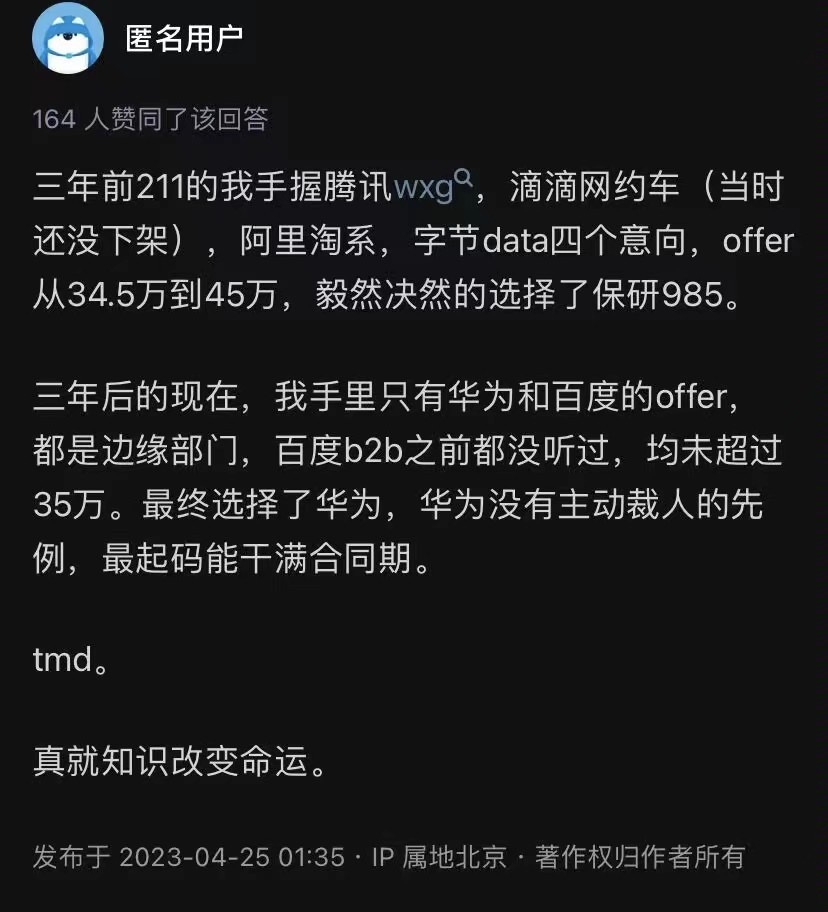 匿名用户
164 人赞同了该回答
三年前211的我手握腾讯wxg，滴滴网约车（当时
还没下架），阿里淘系，字节data四个意向，offer
从34.5万到45万，毅然决然的选择了保研985。
三年后的现在，我手里只有华为和百度的offer，
都是边缘部门，百度b2b之前都没听过，均未超过
35万。最终选择了华为，华为没有主动裁人的先
例，最起码能干满合同期。
tmd。
真就知识改变命运。
发布于 2023-04-25 01:35 · IP 属地北京 · 著作权归作者所有